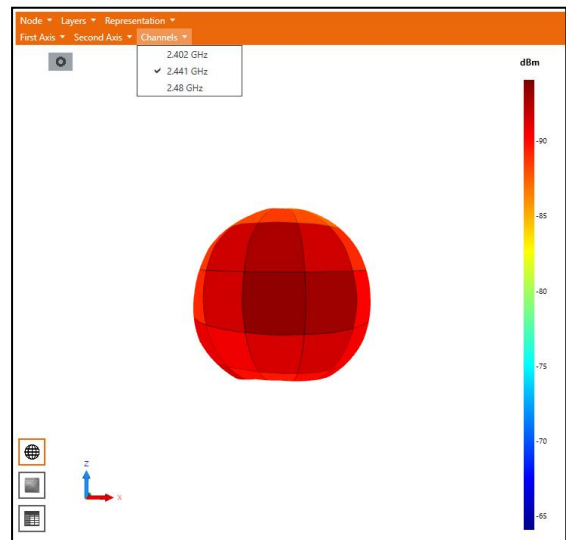 Node Layers Representation
First Axis Second Axis Channels
2.402 GHz
2.441 GHz
2.48 GHz
dBm
-90
-85
-80
-75
-70
-65
z
x